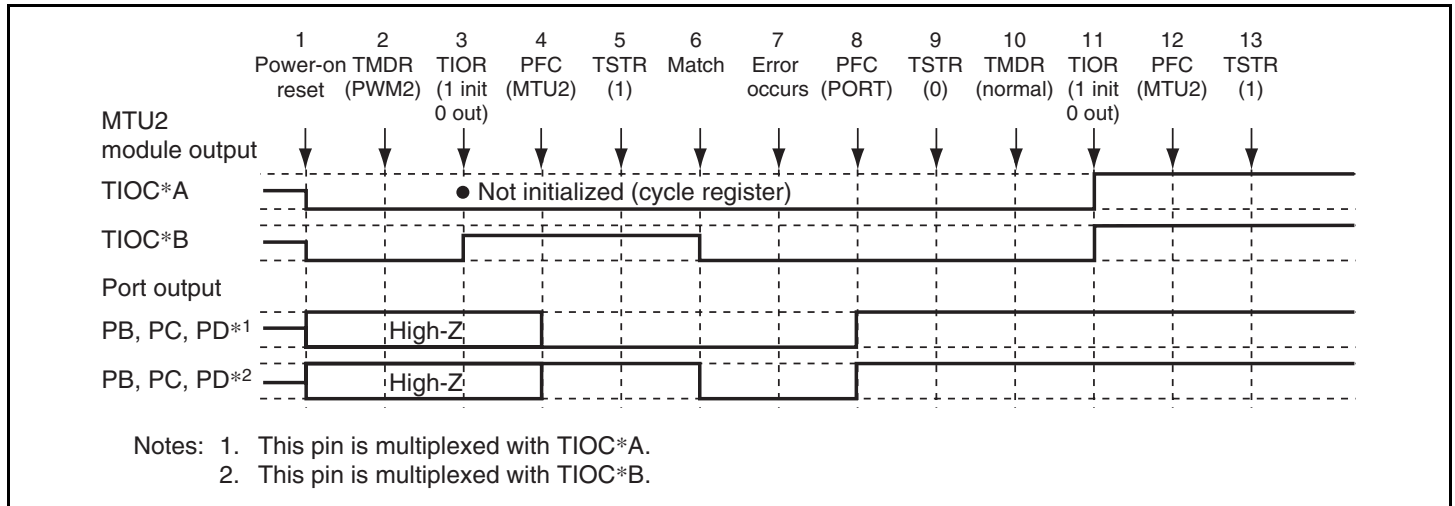 1 2 3 4 5 6 7 8 9 10 11 12 13
Power-on TMDR TIOR PFC TSTR Match Error PFC TSTR TMDR TIOR PFC TSTR
reset (PWM2) (1 init (MTU2) (1) occurs (PORT) (0) (normal) (1 init (MTU2) (1)
0 out) 0 out)
MTU2
module output
TIOC*A ● Not initialized (cycle register)
TIOC*B
Port output
PB, PC, PD*1 High-Z
PB, PC, PD*2 High-Z
Notes: 1. This pin is multiplexed with TIOC*A.
2. This pin is multiplexed with TIOC*B.